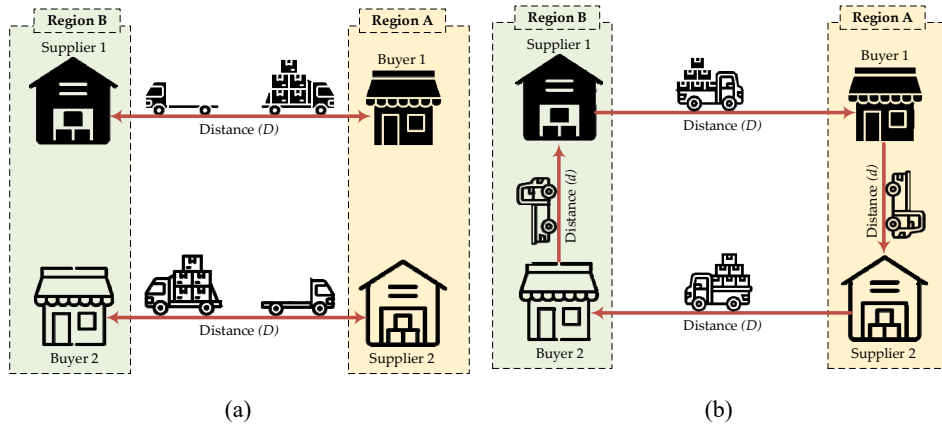 Region B
Region A
Supplier 1
Buyer 1
Distance (D)
Distance (D)
Buyer 2
Supplier 2
(a)
Region B
Region A
Supplier 1
Buyer 1
Distance (D)
Distance (d)
Distance (d)
Distance (D)
Buyer 2
Supplier 2
(b)